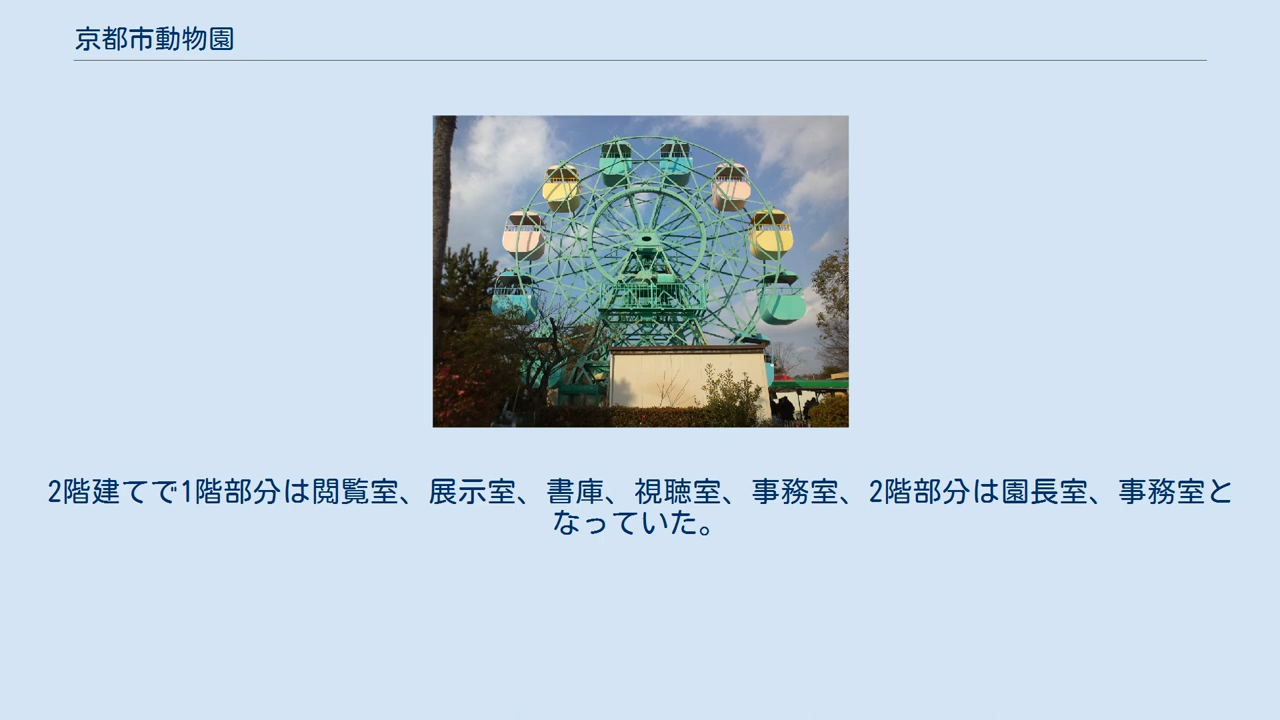 京都市動物園
2階建てで1階部分は閲覧室、展示室、書庫、視聴室、事務室、2階部分は園長室、事務室と
なっていた。